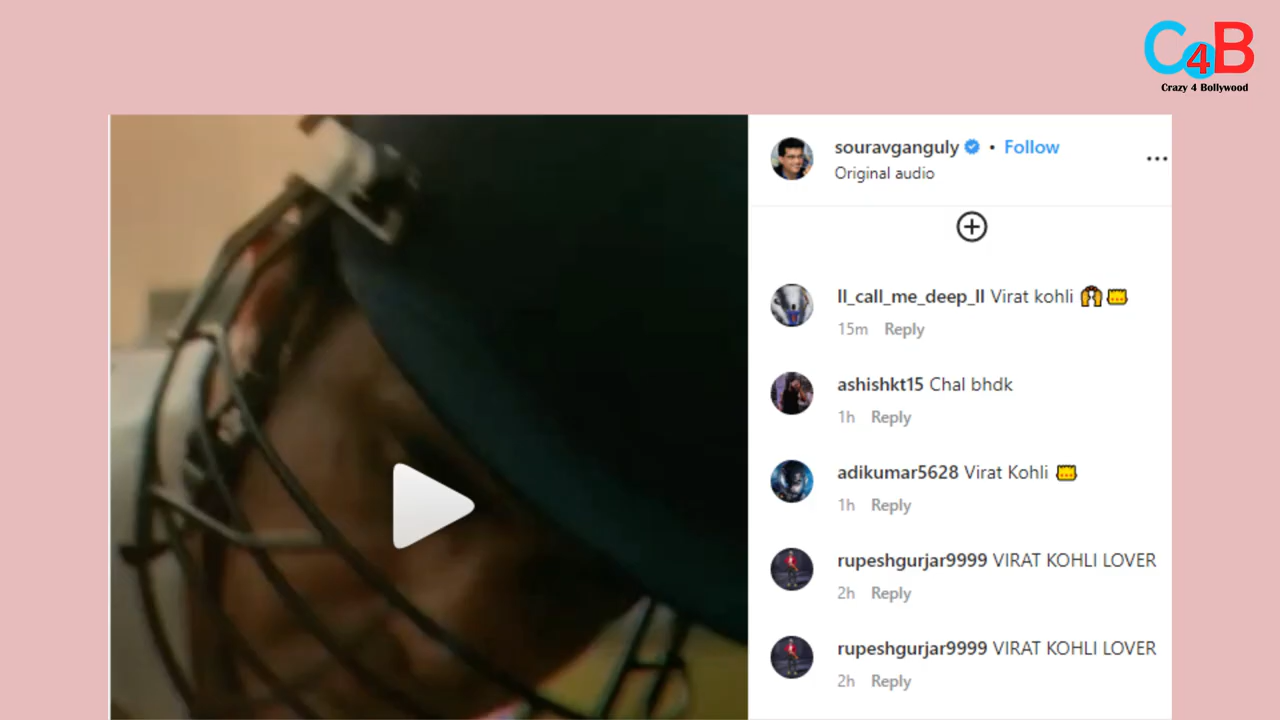 C4B
Crazy 4 Bollywood
souravganguly • Follow
Original audio
ll_call_me_deep_ll Virat kohli
15m Reply
ashishkt15 Chal bhdk
1h Reply
adikumar5628 Virat Kohli
1h Reply
rupeshgurjar9999 VIRAT KOHLI LOVER
2h Reply
rupeshgurjar9999 VIRAT KOHLI LOVER
2h Reply